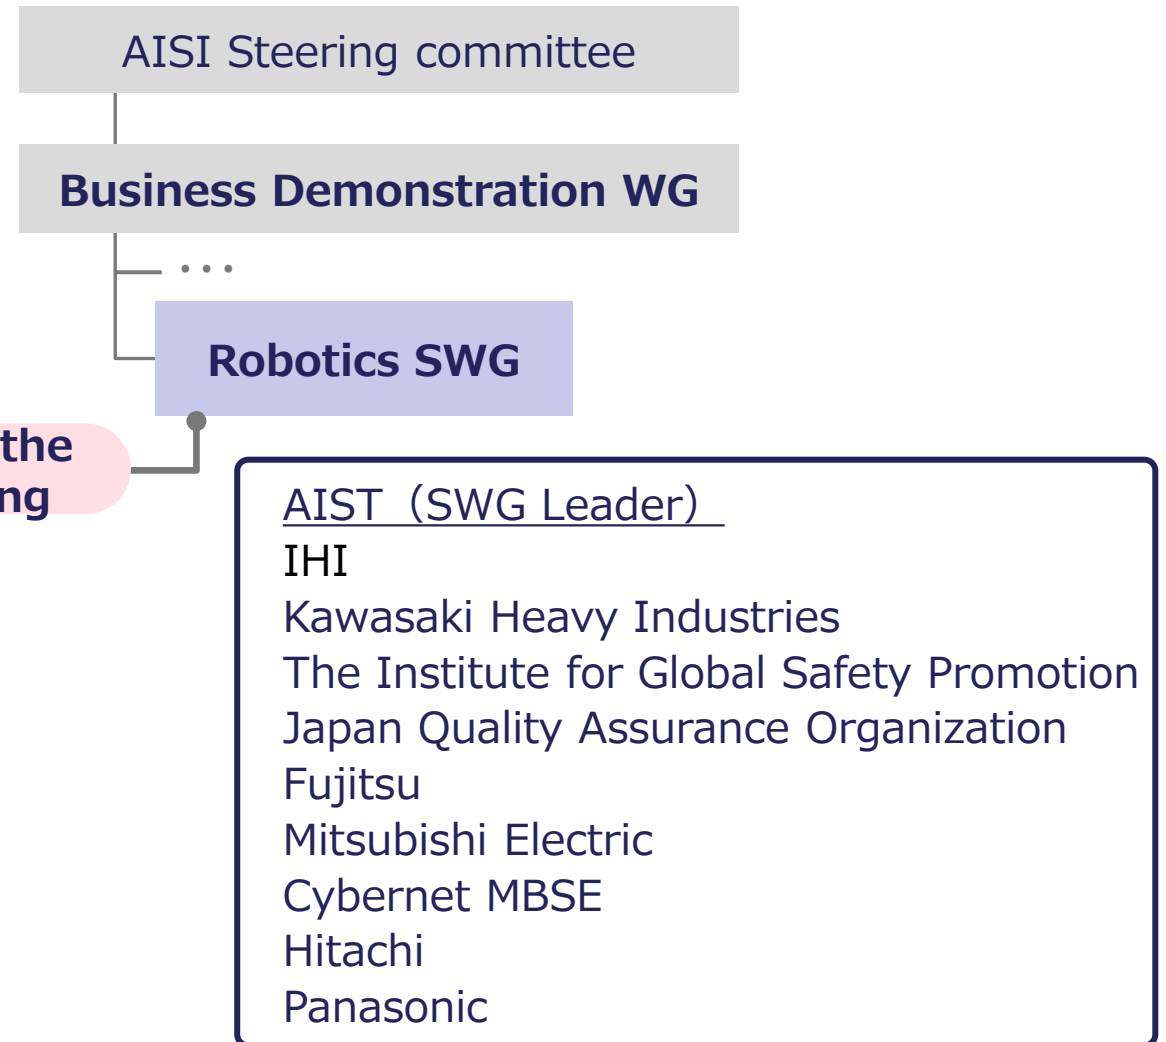 AISI Steering committee
Business Demonstration WG
・・・
Robotics SWG
the
ng
AIST（SWG Leader）
IHI
Kawasaki Heavy Industries
The Institute for Global Safety Promotion
Japan Quality Assurance Organization
Fujitsu
Mitsubishi Electric
Cybernet MBSE
Hitachi
Panasonic